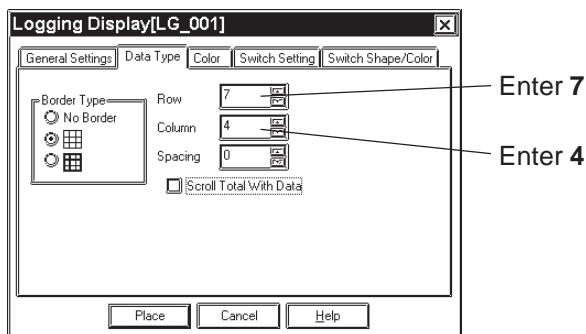 Logging Display[LG_001]
General Settings Data Type Color Switch Setting Switch Shape/Color
Border Type
No Border
Row 7
Column 4
Spacing 0
Scroll Total With Data
Place Cancel Help
Enter 7
Enter 4